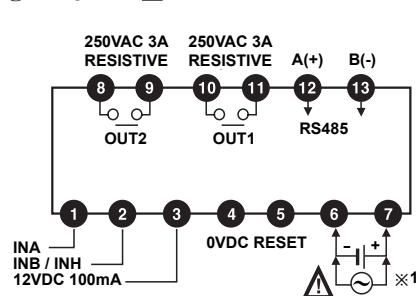 250VAC 3A 250VAC 3A
RESISTIVE RESISTIVE A(+) B(-)
8 9 10 11 12 13
OUT2 OUT1 RS485
1 2 3 4 5 6 7
INA
INB / INH
12VDC 100mA
0VDC RESET
- +
※1